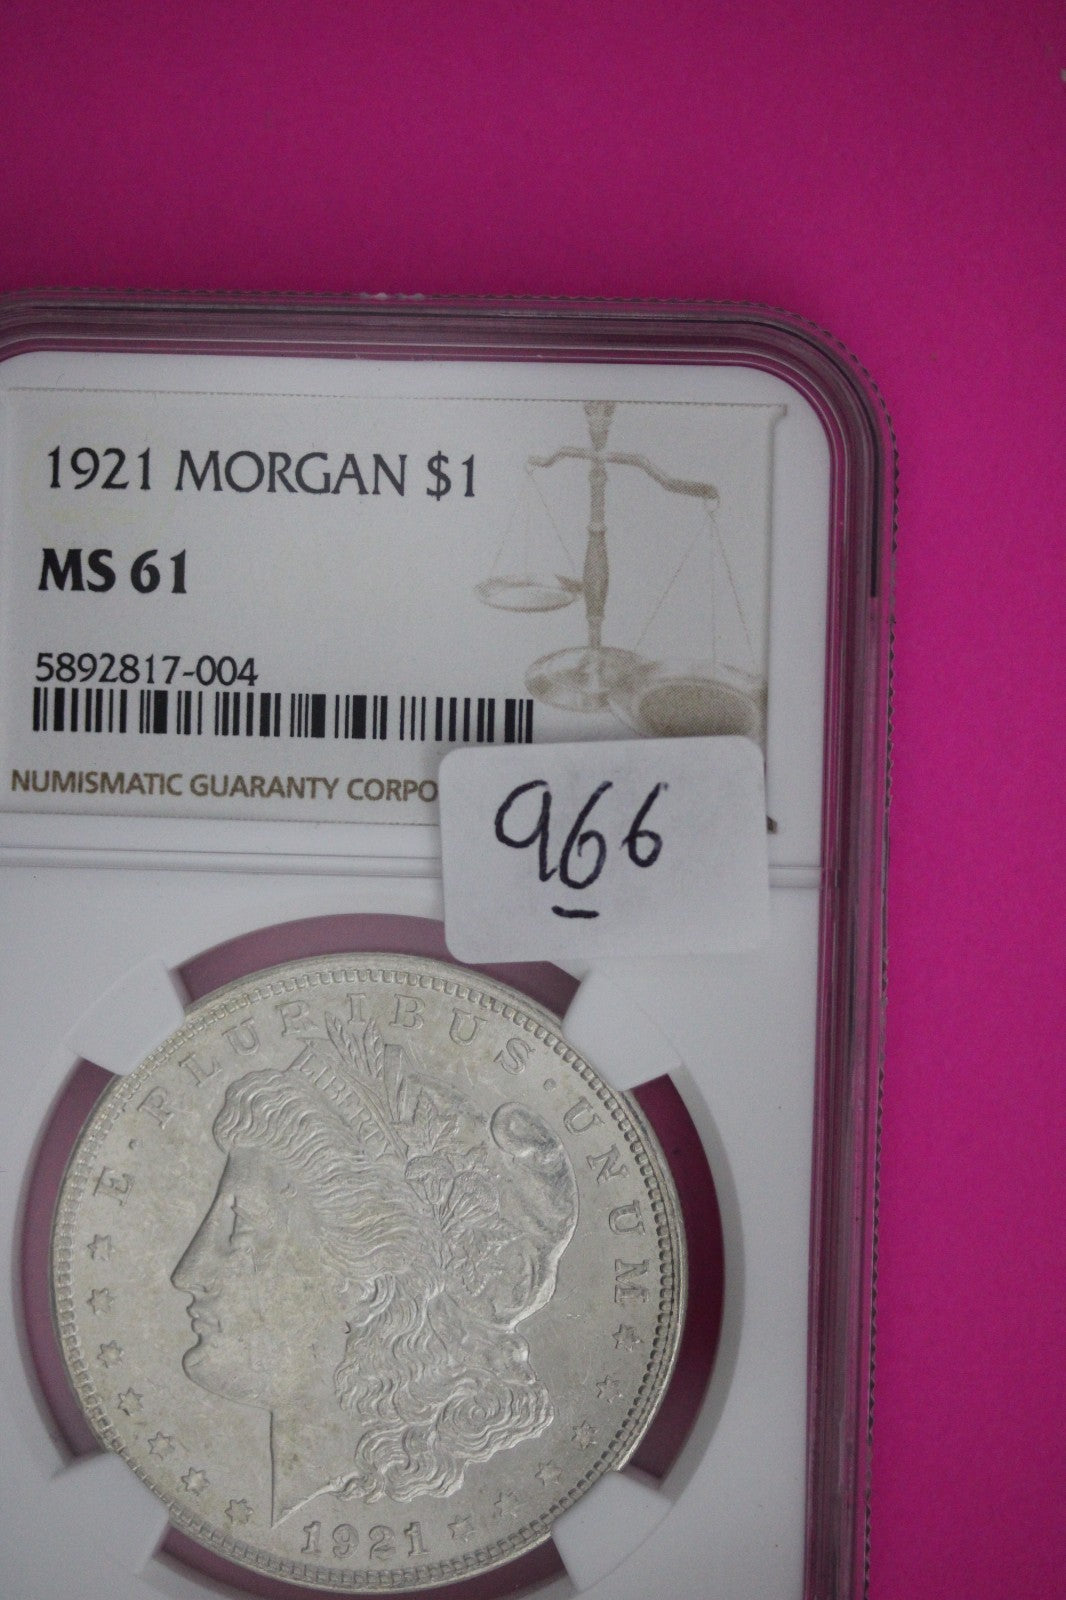 1921 MORGAN $1
MS 61
5892817-004
NUMISMATIC GUARANTY CORPO
966
E · PLURIBUS · UNUM
LIBERTY
1921